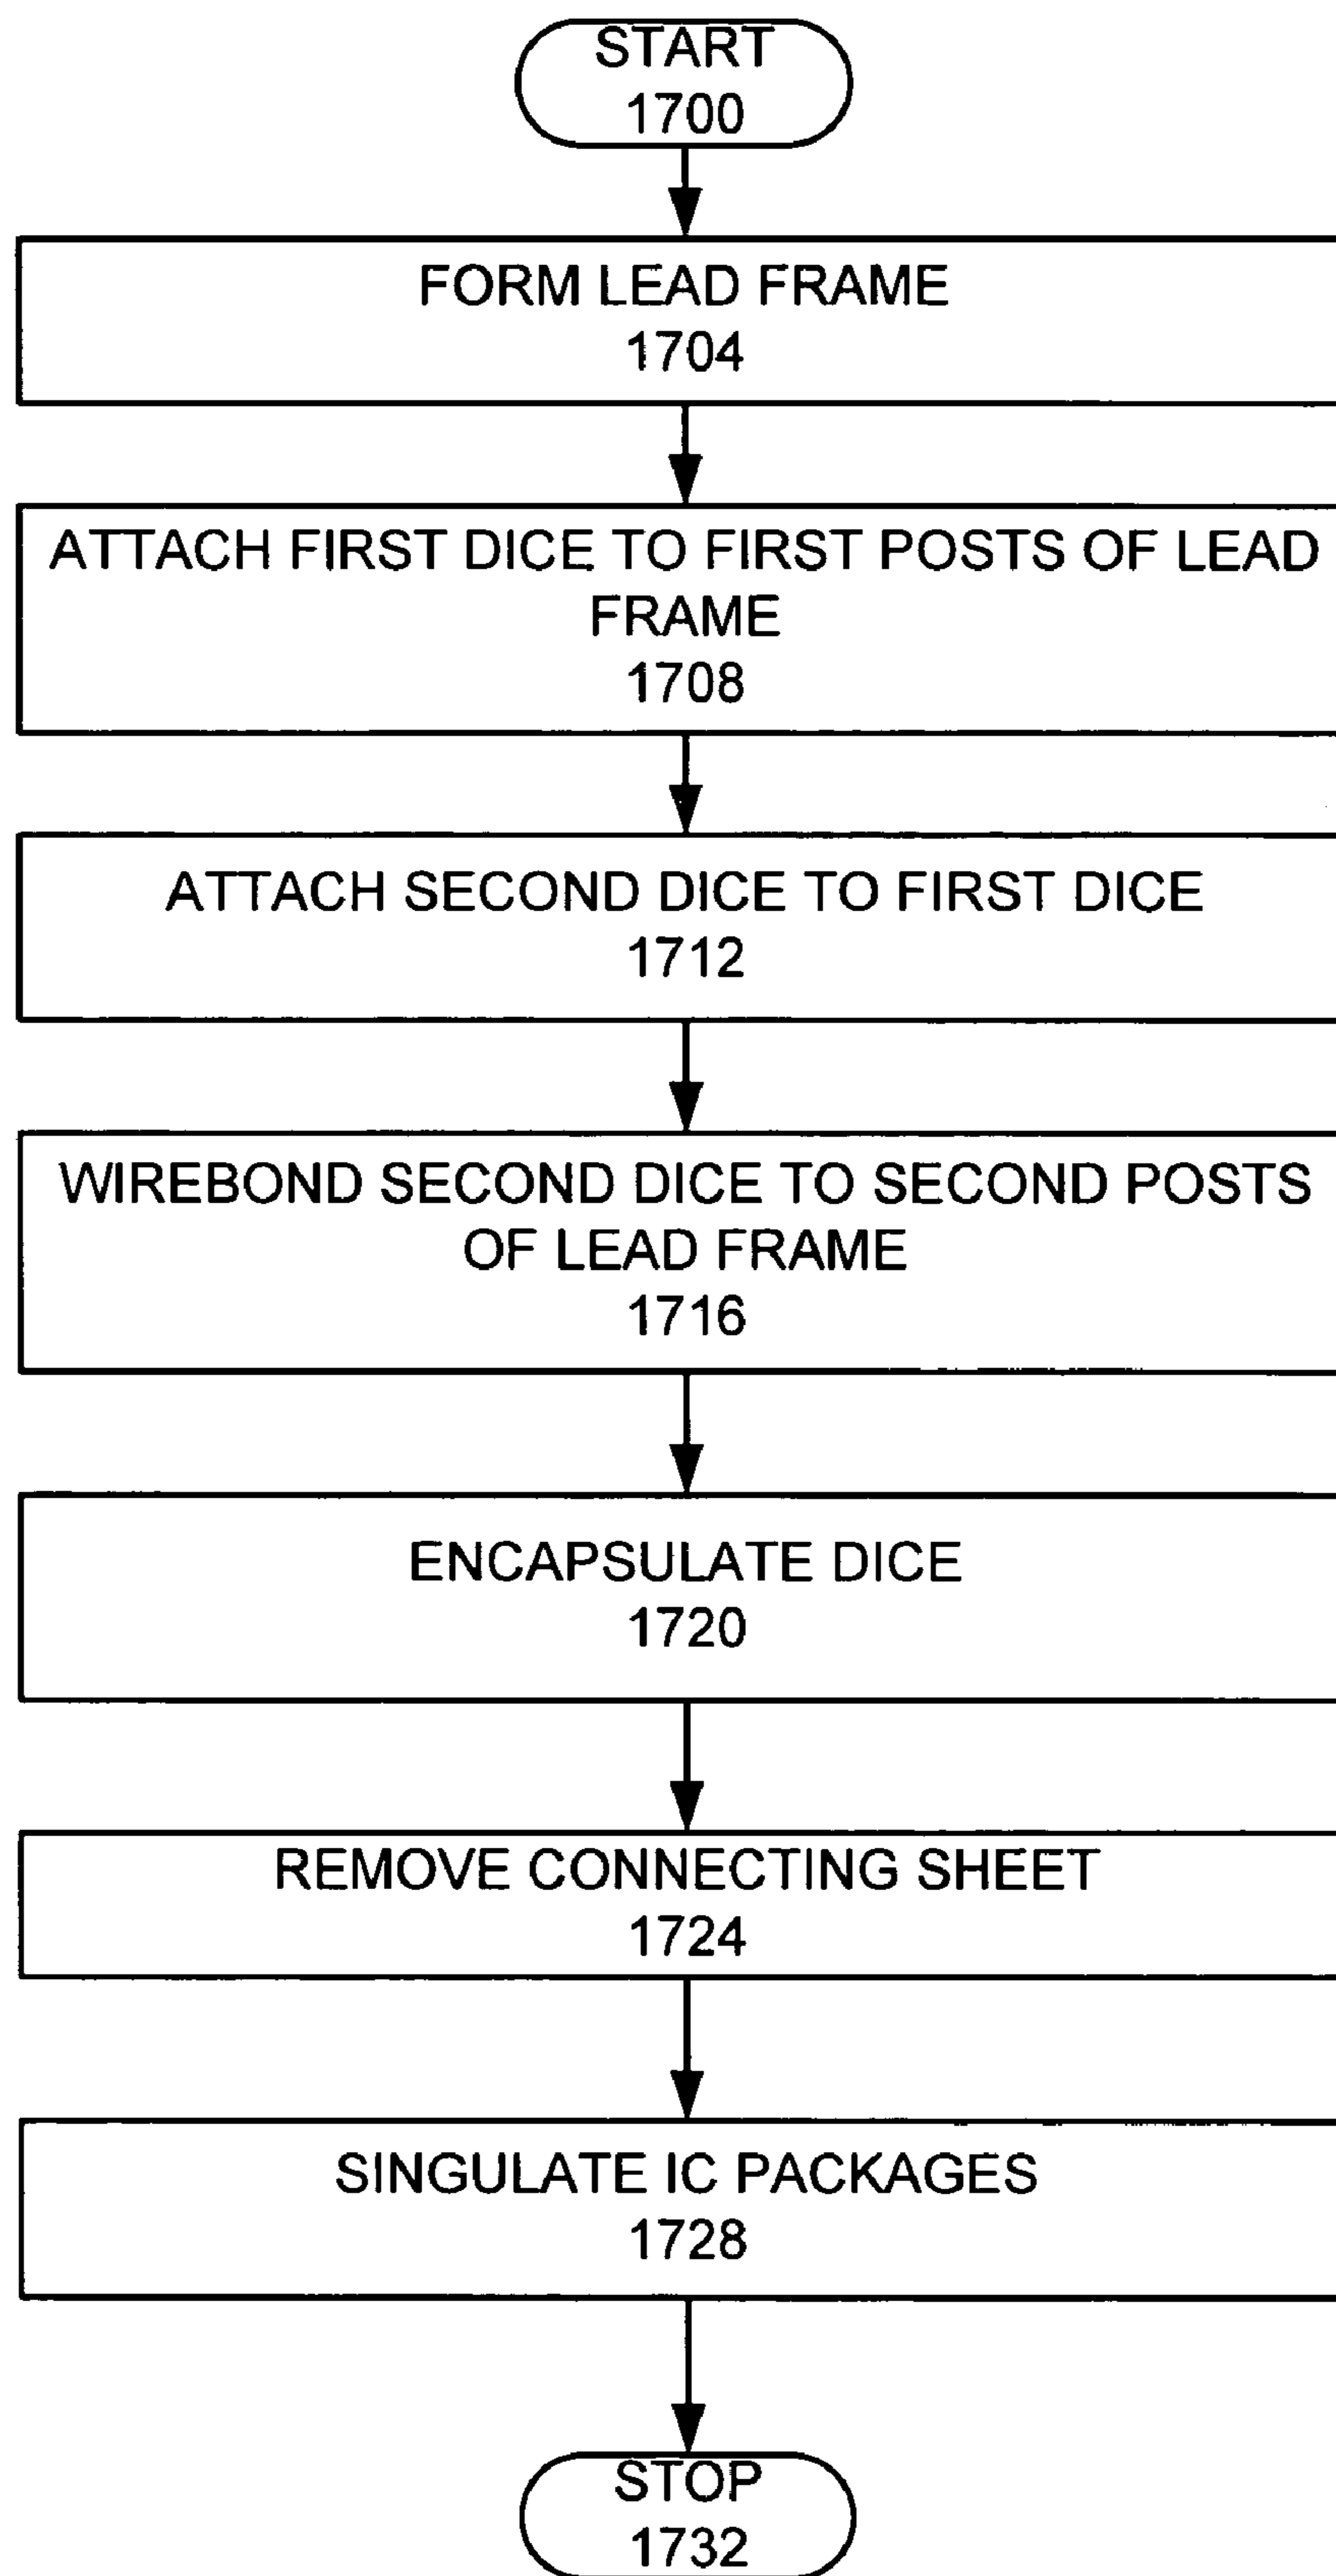 START
1700
FORM LEAD FRAME
1704
ATTACH FIRST DICE TO FIRST POSTS OF LEAD
FRAME
1708
ATTACH SECOND DICE TO FIRST DICE
1712
WIREBOND SECOND DICE TO SECOND POSTS
OF LEAD FRAME
1716
ENCAPSULATE DICE
1720
REMOVE CONNECTING SHEET
1724
SINGULATE IC PACKAGES
1728
STOP
1732